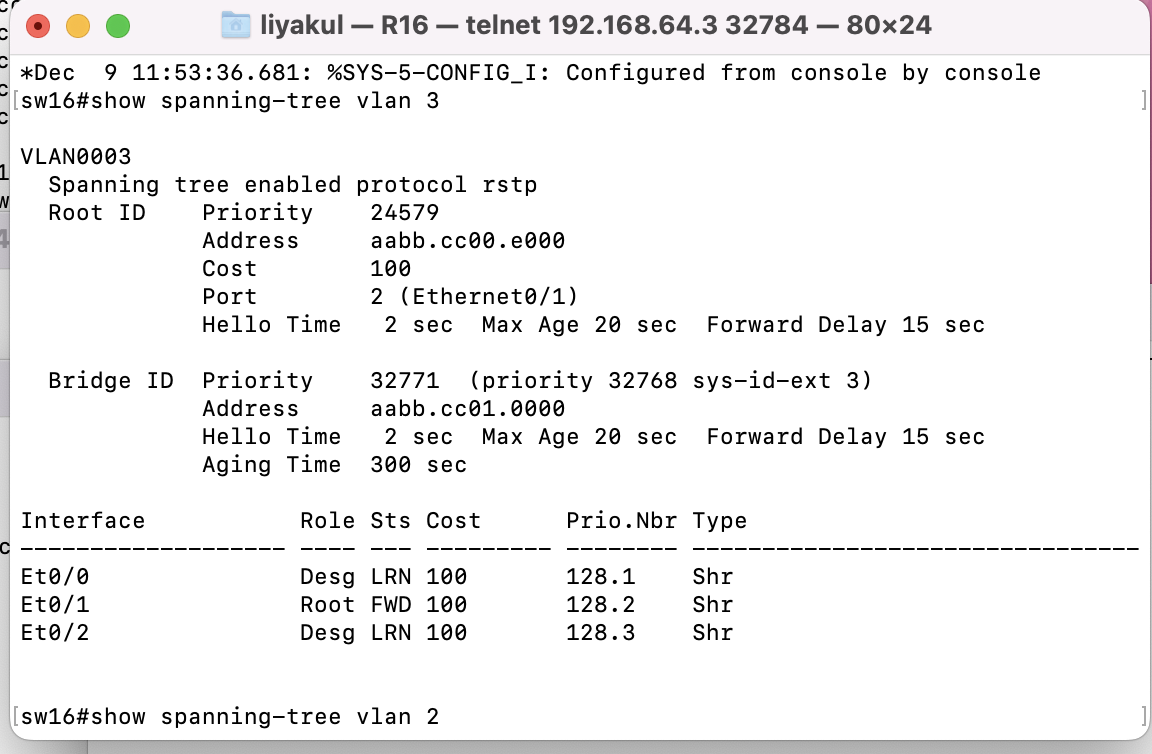 liyakul — R16 — telnet 192.168.64.3 32784 — 80×24
*Dec  9 11:53:36.681: %SYS-5-CONFIG_I: Configured from console by console
[sw16#show spanning-tree vlan 3 ]
VLAN0003
  Spanning tree enabled protocol rstp
  Root ID    Priority    24579
             Address     aabb.cc00.e000
             Cost        100
             Port        2 (Ethernet0/1)
             Hello Time   2 sec  Max Age 20 sec  Forward Delay 15 sec
  Bridge ID  Priority    32771  (priority 32768 sys-id-ext 3)
             Address     aabb.cc01.0000
             Hello Time   2 sec  Max Age 20 sec  Forward Delay 15 sec
             Aging Time  300 sec
Interface           Role Sts Cost      Prio.Nbr Type
------------------- ---- --- --------- -------- --------------------------------
Et0/0               Desg LRN 100       128.1    Shr
Et0/1               Root FWD 100       128.2    Shr
Et0/2               Desg LRN 100       128.3    Shr
[sw16#show spanning-tree vlan 2 ]